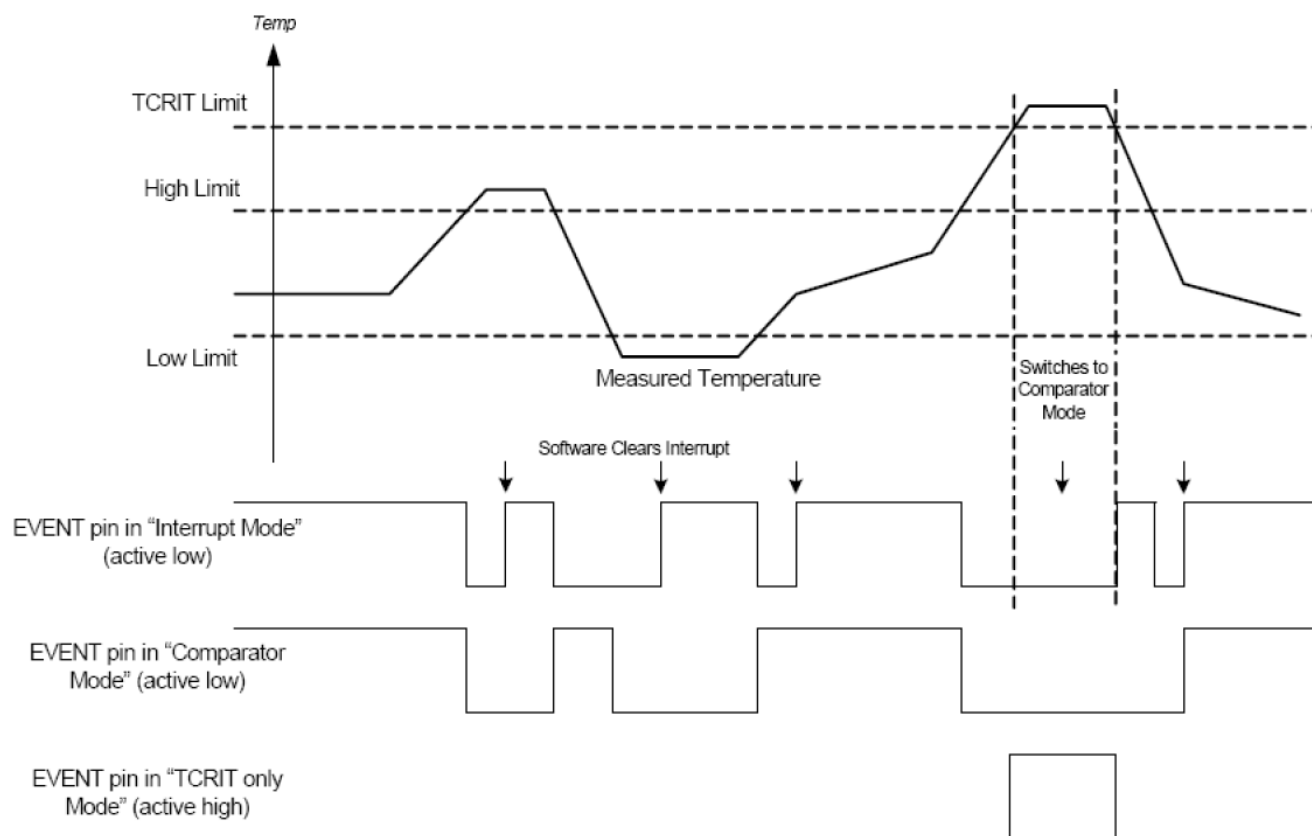 Temp
TCRIT Limit
High Limit
Low Limit
Measured Temperature
Switches to
Comparator
Mode
Software Clears Interrupt
EVENT pin in “Interrupt Mode”
(active low)
EVENT pin in “Comparator
Mode” (active low)
EVENT pin in “TCRIT only
Mode” (active high)